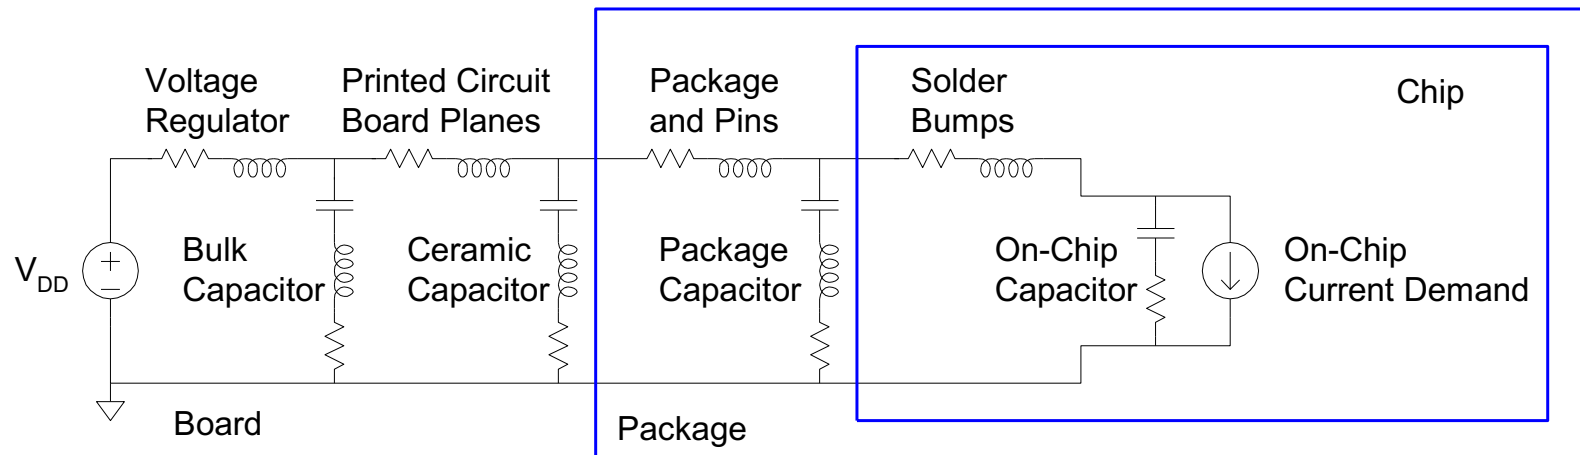 Voltage
Regulator
Printed Circuit
Board Planes
Package
and Pins
Solder
Bumps
Chip
V_DD
Bulk
Capacitor
Ceramic
Capacitor
Package
Capacitor
On-Chip
Capacitor
On-Chip
Current Demand
Board
Package